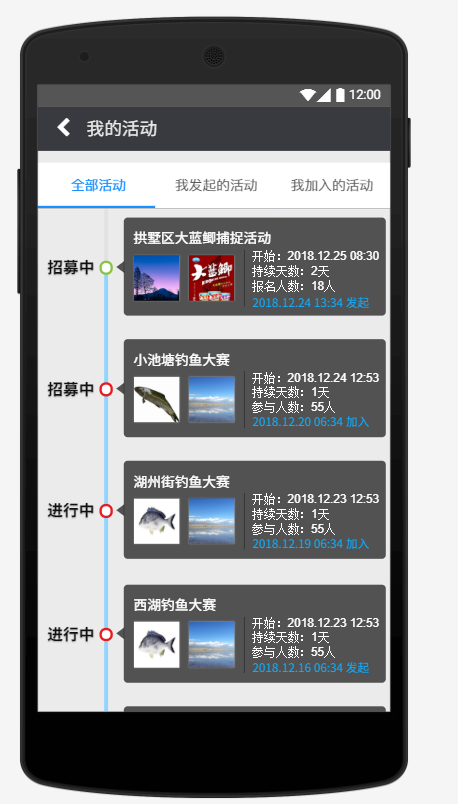 12:00
我的活动
全部活动 我发起的活动 我加入的活动
拱墅区大蓝鲫捕捉活动
招募中
大蓝鲫
开始：2018.12.25 08:30
持续天数：2天
报名人数：18人
2018.12.24 13:34 发起
小池塘钓鱼大赛
招募中
开始：2018.12.24 12:53
持续天数：1天
参与人数：55人
2018.12.20 06:34 加入
湖州街钓鱼大赛
进行中
开始：2018.12.23 12:53
持续天数：1天
参与人数：55人
2018.12.19 06:34 加入
西湖钓鱼大赛
进行中
开始：2018.12.23 12:53
持续天数：1天
参与人数：55人
2018.12.16 06:34 发起